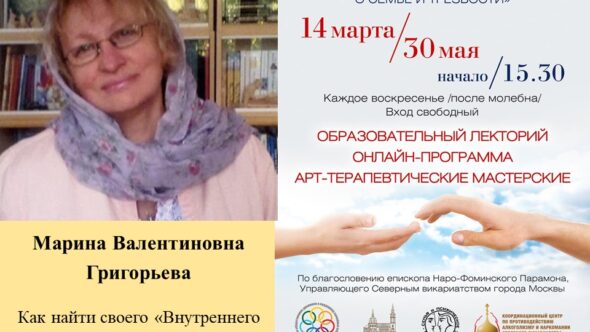 Марина Валентиновна
Григорьева
Как найти своего «Внутреннего
О СЕМЬЕ И ТРЕЗВОСТИ»
14 марта/30 мая
начало/15.30
Каждое воскресенье /после молебна/
Вход свободный
ОБРАЗОВАТЕЛЬНЫЙ ЛЕКТОРИЙ
ОНЛАЙН-ПРОГРАММА
АРТ-ТЕРАПЕВТИЧЕСКИЕ МАСТЕРСКИЕ
По благословению епископа Наро-Фоминского Парамона,
Управляющего Северным викариатством города Москвы
КООРДИНАЦИОННЫЙ ЦЕНТР
ПО ПРОТИВОДЕЙСТВИЮ
АЛКОГОЛИЗМУ И НАРКОМАНИИ